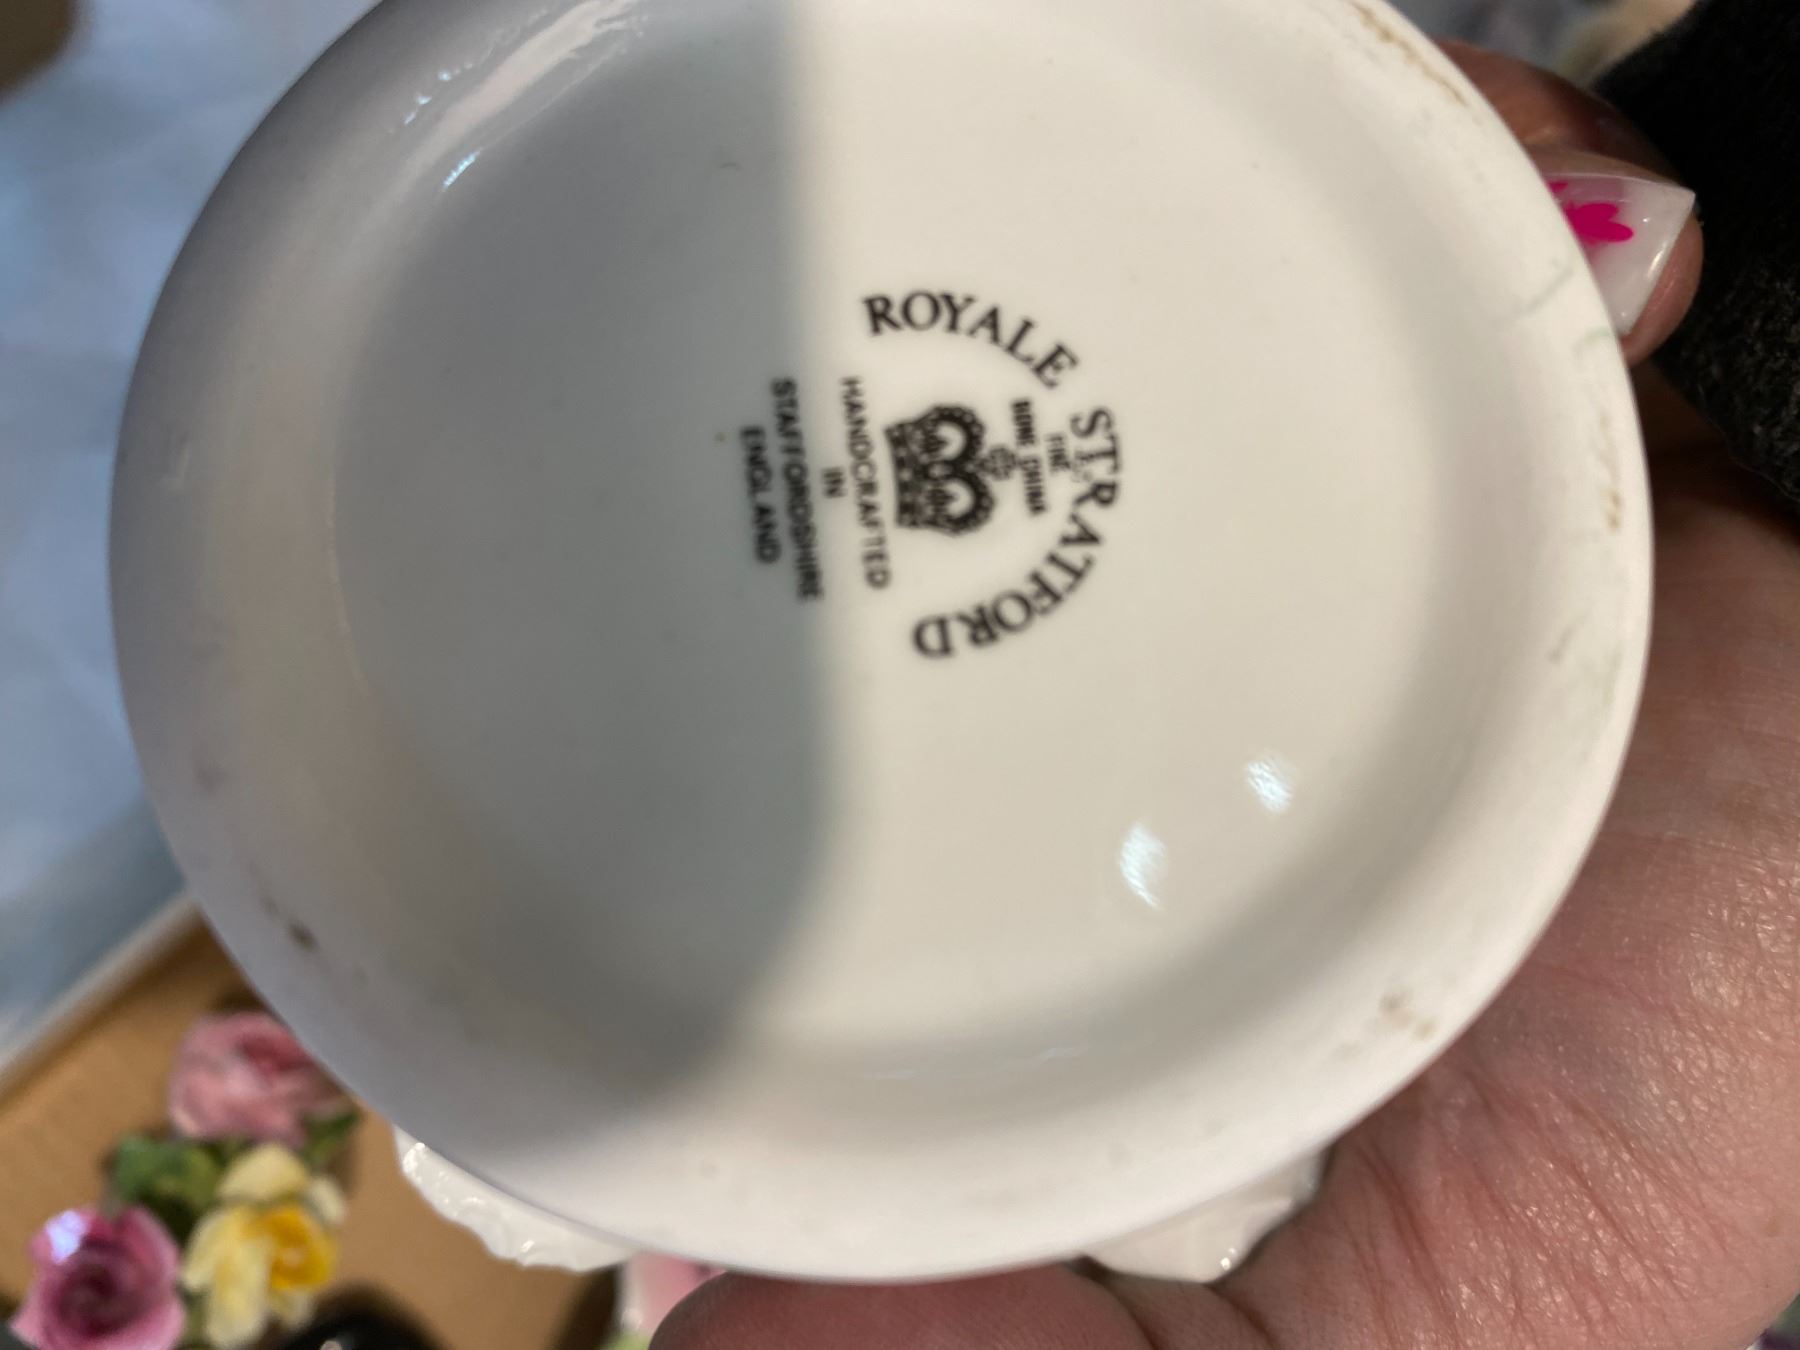 ROYALE STRATFORD
FINE
BONE CHINA
HANDCRAFTED
IN
STAFFORDSHIRE
ENGLAND